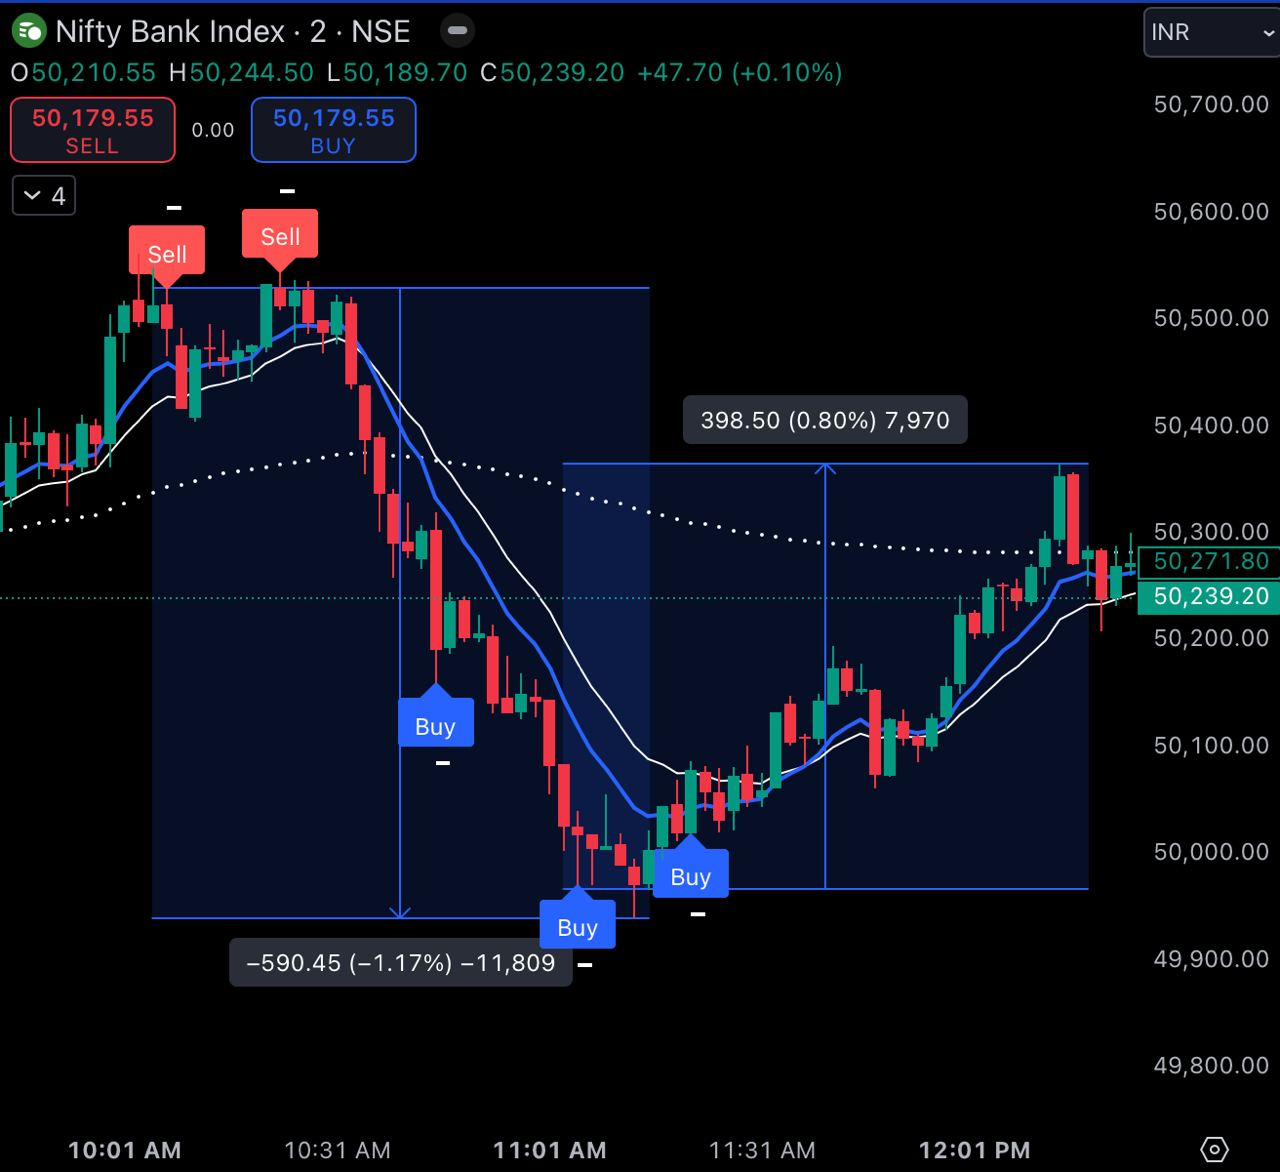 Nifty Bank Index · 2 · NSE
INR
O50,210.55 H50,244.50 L50,189.70 C50,239.20 +47.70 (+0.10%)
50,179.55
SELL
0.00
50,179.55
BUY
4
Sell
Sell
398.50 (0.80%) 7,970
Buy
Buy
Buy
−590.45 (−1.17%) −11,809
50,700.00
50,600.00
50,500.00
50,400.00
50,300.00
50,271.80
50,239.20
50,200.00
50,100.00
50,000.00
49,900.00
49,800.00
10:01 AM 10:31 AM 11:01 AM 11:31 AM 12:01 PM